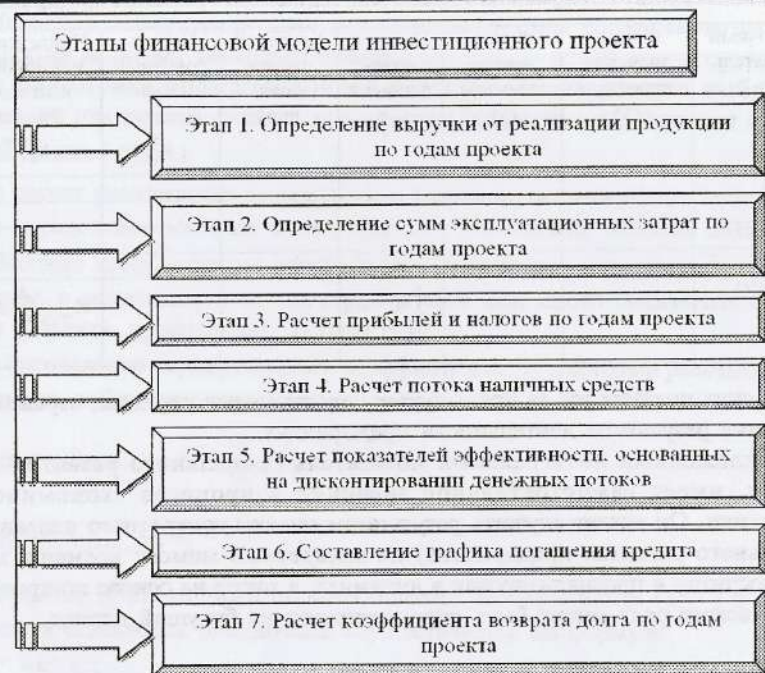 Этапы финансовой модели инвестиционного проекта
Этап 1. Определение выручки от реализации продукции
по годам проекта
Этап 2. Определение сумм эксплуатационных затрат по
годам проекта
Этап 3. Расчет прибылей и налогов по годам проекта
Этап 4. Расчет потока наличных средств
Этап 5. Расчет показателей эффективности, основанных
на дисконтировании денежных потоков
Этап 6. Составление графика погашения кредита
Этап 7. Расчет коэффициента возврата долга по годам
проекта